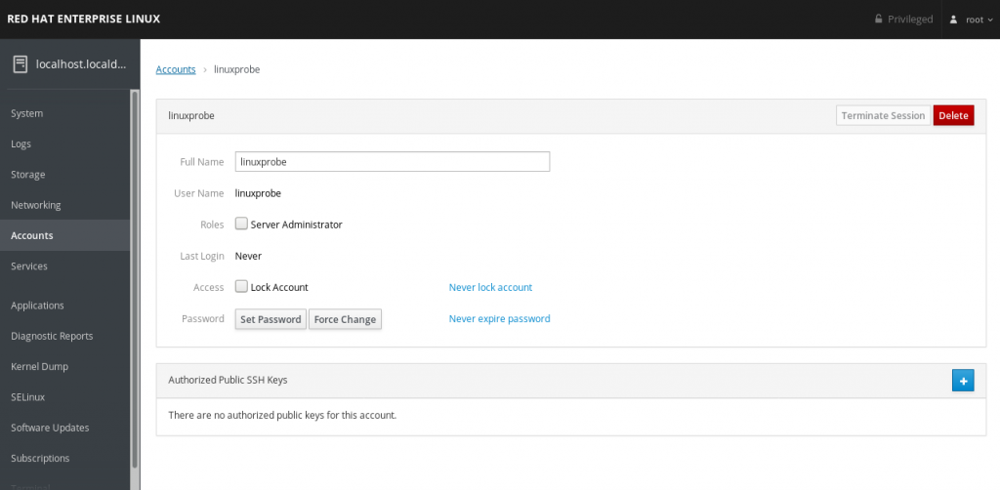 RED HAT ENTERPRISE LINUX
Privileged
root
localhost.locald...
Accounts › linuxprobe
System
Logs
Storage
Networking
Accounts
Services
Applications
Diagnostic Reports
Kernel Dump
SELinux
Software Updates
Subscriptions
Terminal
linuxprobe
Terminate Session
Delete
Full Name linuxprobe
User Name linuxprobe
Roles Server Administrator
Last Login Never
Access Lock Account Never lock account
Password Set Password Force Change Never expire password
Authorized Public SSH Keys
There are no authorized public keys for this account.